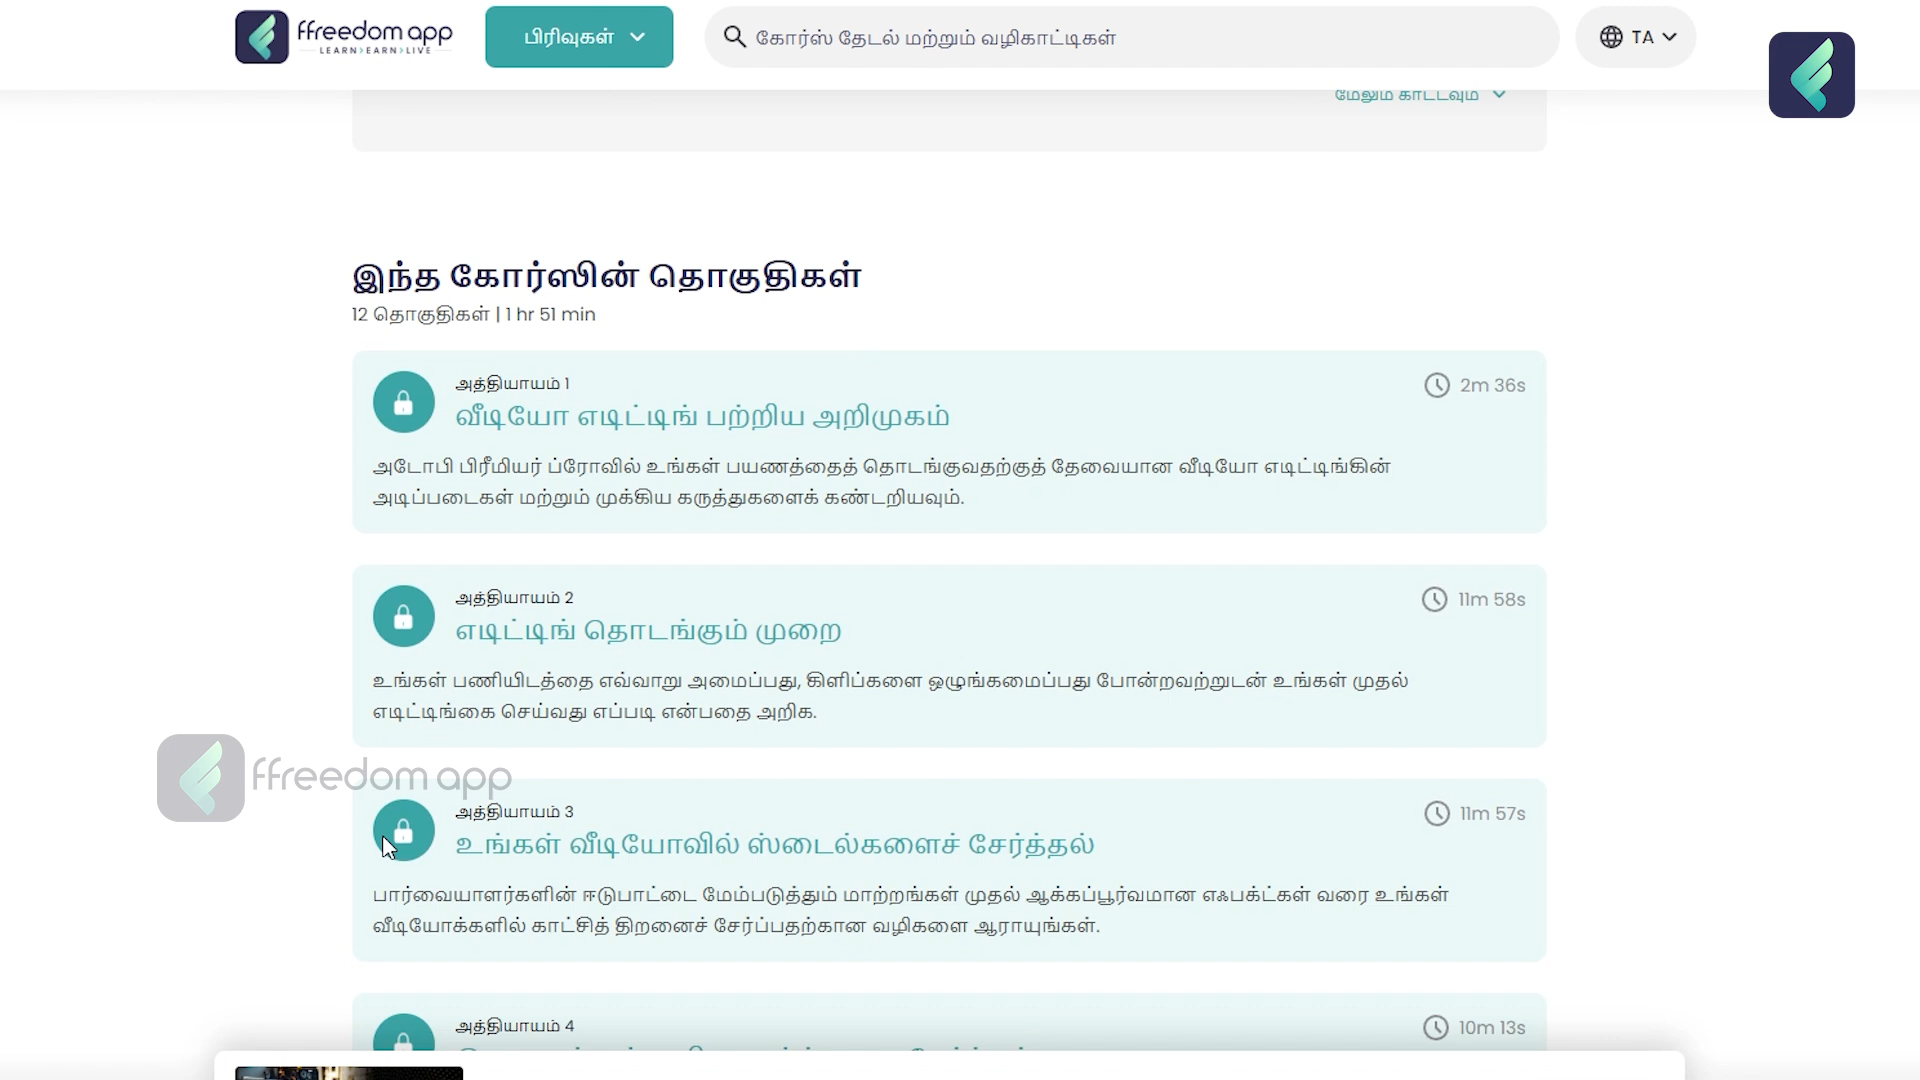 ffreedom app
LEARN>EARN>LIVE
பிரிவுகள்
கோர்ஸ் தேடல் மற்றும் வழிகாட்டிகள்
TA
மேலும் காட்டவும்
இந்த கோர்ஸின் தொகுதிகள்
12 தொகுதிகள் | 1 hr 51 min
அத்தியாயம் 1
2m 36s
வீடியோ எடிட்டிங் பற்றிய அறிமுகம்
அடோபி பிரீமியர் ப்ரோவில் உங்கள் பயணத்தைத் தொடங்குவதற்குத் தேவையான வீடியோ எடிட்டிங்கின்
அடிப்படைகள் மற்றும் முக்கிய கருத்துகளைக் கண்டறியவும்.
அத்தியாயம் 2
11m 58s
எடிட்டிங் தொடங்கும் முறை
உங்கள் பணியிடத்தை எவ்வாறு அமைப்பது, கிளிப்களை ஒழுங்கமைப்பது போன்றவற்றுடன் உங்கள் முதல்
எடிட்டிங்கை செய்வது எப்படி என்பதை அறிக.
ffreedom app
அத்தியாயம் 3
11m 57s
உங்கள் வீடியோவில் ஸ்டைல்களைச் சேர்த்தல்
பார்வையாளர்களின் ஈடுபாட்டை மேம்படுத்தும் மாற்றங்கள் முதல் ஆக்கப்பூர்வமான எஃபக்ட்கள் வரை உங்கள்
வீடியோக்களில் காட்சித் திறனைச் சேர்ப்பதற்கான வழிகளை ஆராயுங்கள்.
அத்தியாயம் 4
10m 13s